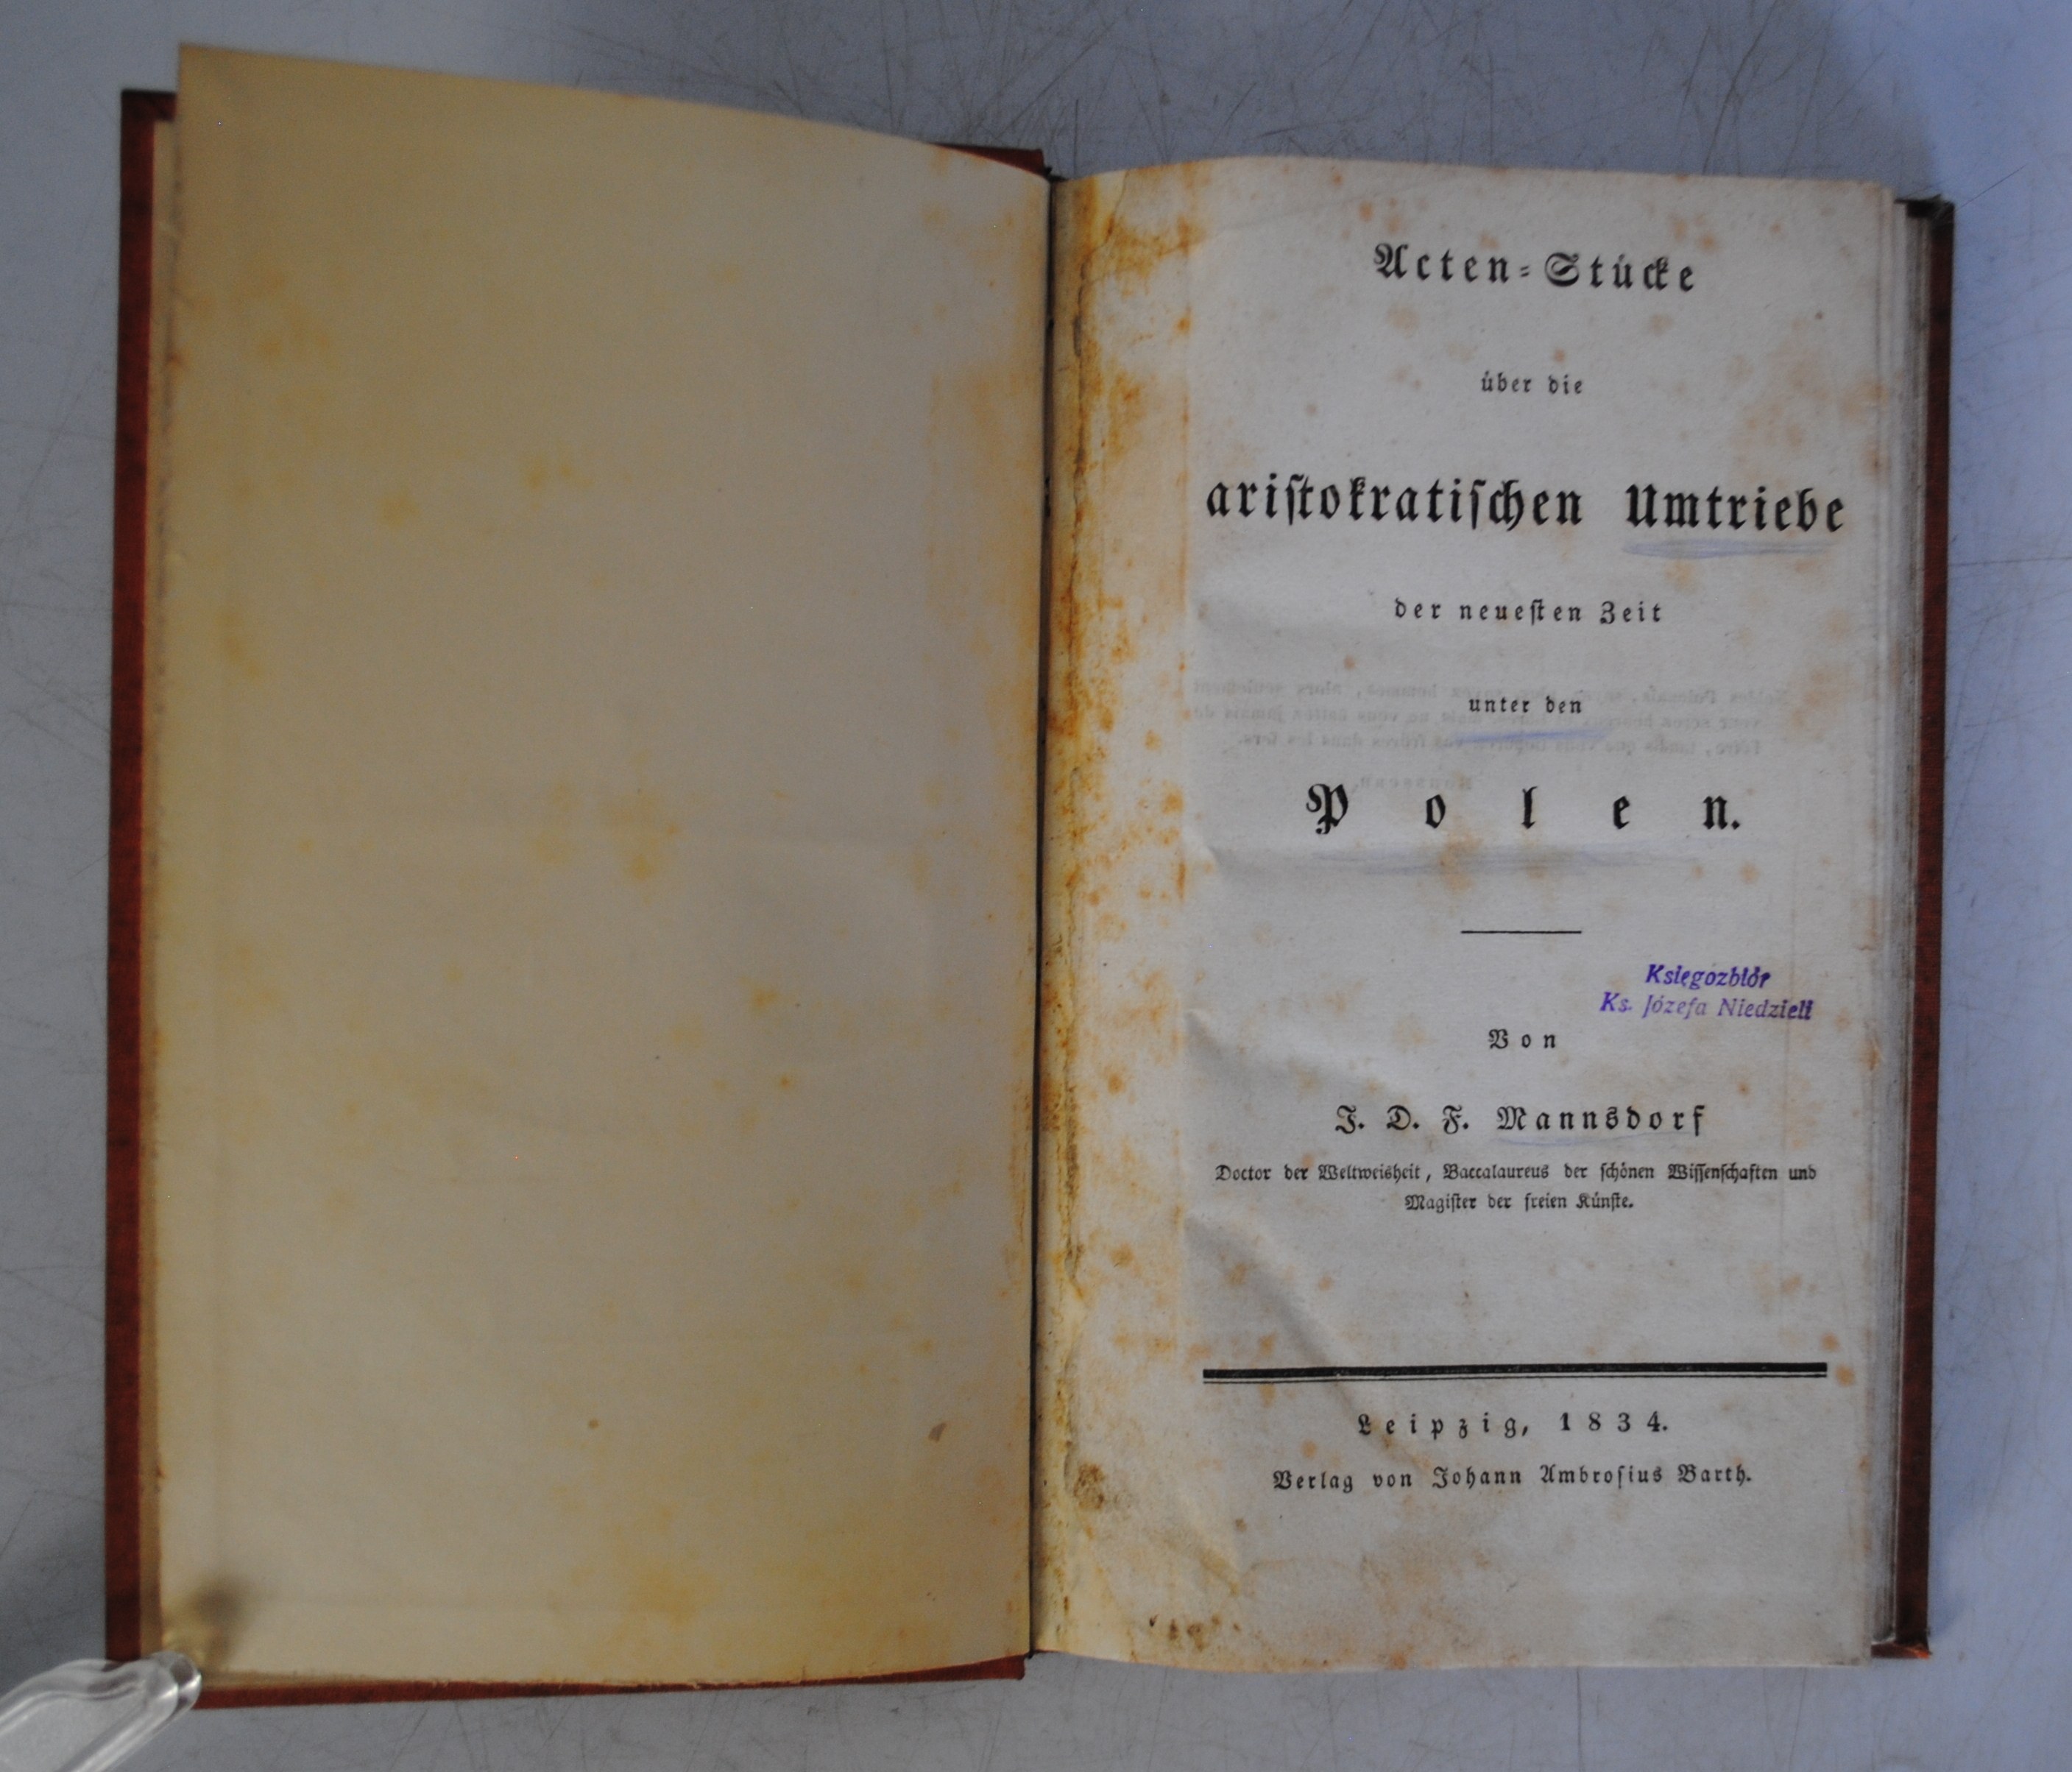 Acten-Stücke
über die
aristokratischen Umtriebe
der neuesten Zeit
unter den
Polen.
Księgozbiór
Ks. Józefa Niedzieli
Von
J. D. F. Mannsdorf
Doctor der Weltweisheit, Baccalaureus der schönen Wissenschaften und
Magister der freien Künste.
Leipzig, 1834.
Verlag von Johann Ambrosius Barth.